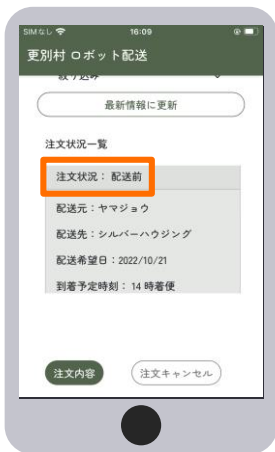 SIMなし 16:09
更別村 ロボット配送
絞り込み
最新情報に更新
注文状況一覧
注文状況： 配送前
配送元：ヤマジョウ
配送先：シルバーハウジング
配送希望日：2022/10/21
到着予定時刻： 14 時着便
注文内容 注文キャンセル